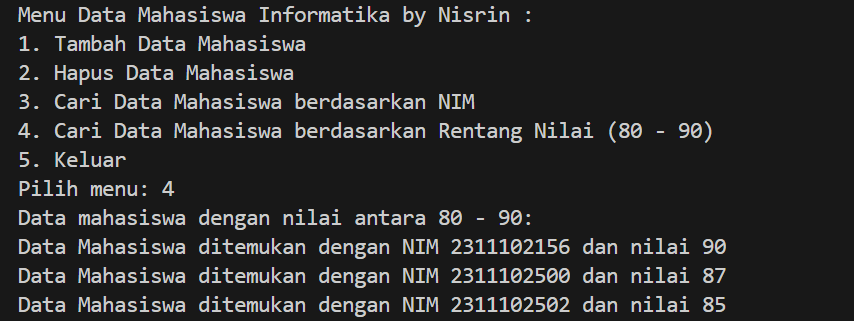 Menu Data Mahasiswa Informatika by Nisrin :
1. Tambah Data Mahasiswa
2. Hapus Data Mahasiswa
3. Cari Data Mahasiswa berdasarkan NIM
4. Cari Data Mahasiswa berdasarkan Rentang Nilai (80 - 90)
5. Keluar
Pilih menu: 4
Data mahasiswa dengan nilai antara 80 - 90:
Data Mahasiswa ditemukan dengan NIM 2311102156 dan nilai 90
Data Mahasiswa ditemukan dengan NIM 2311102500 dan nilai 87
Data Mahasiswa ditemukan dengan NIM 2311102502 dan nilai 85